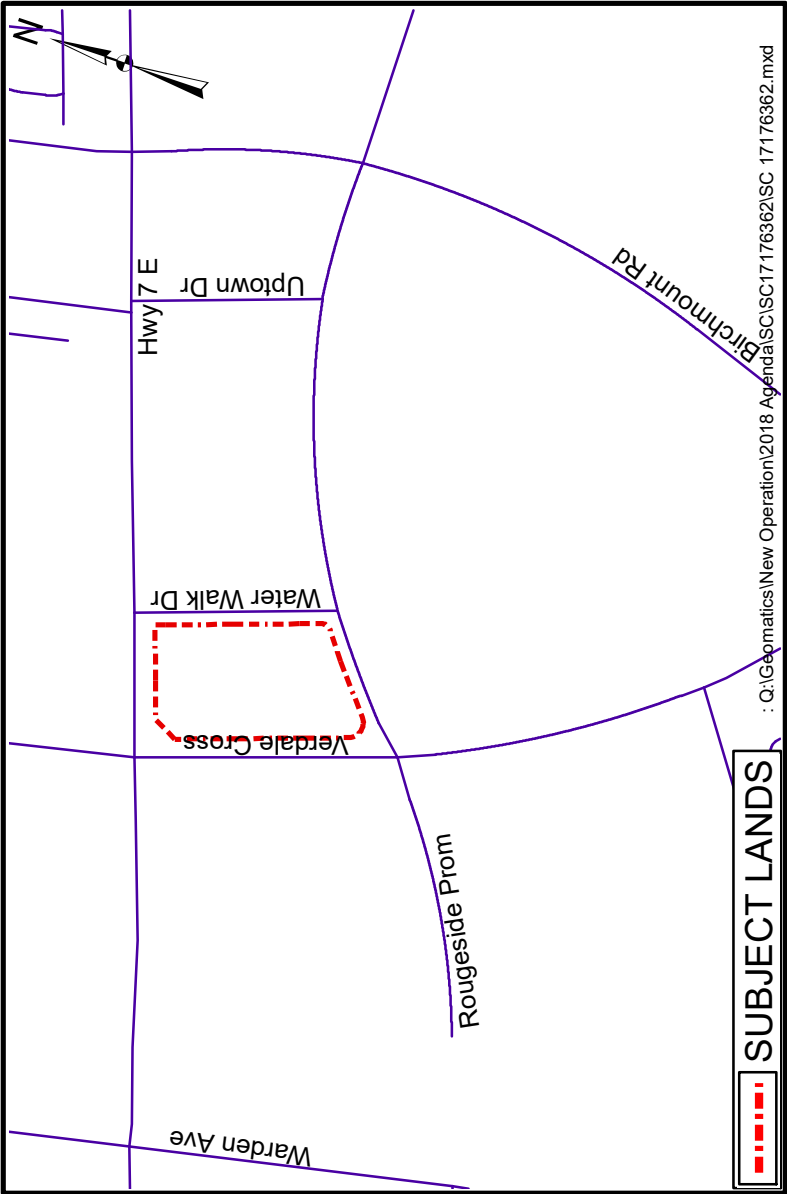 N
Hwy 7 E
Uptown Dr
Birchmount Rd
Water Walk Dr
Verdale Cross
Rougeside Prom
Warden Ave
SUBJECT LANDS
: Q:\Geomatics\New Operation\2018 Agenda\SC\SC17176362\SC 17176362.mxd